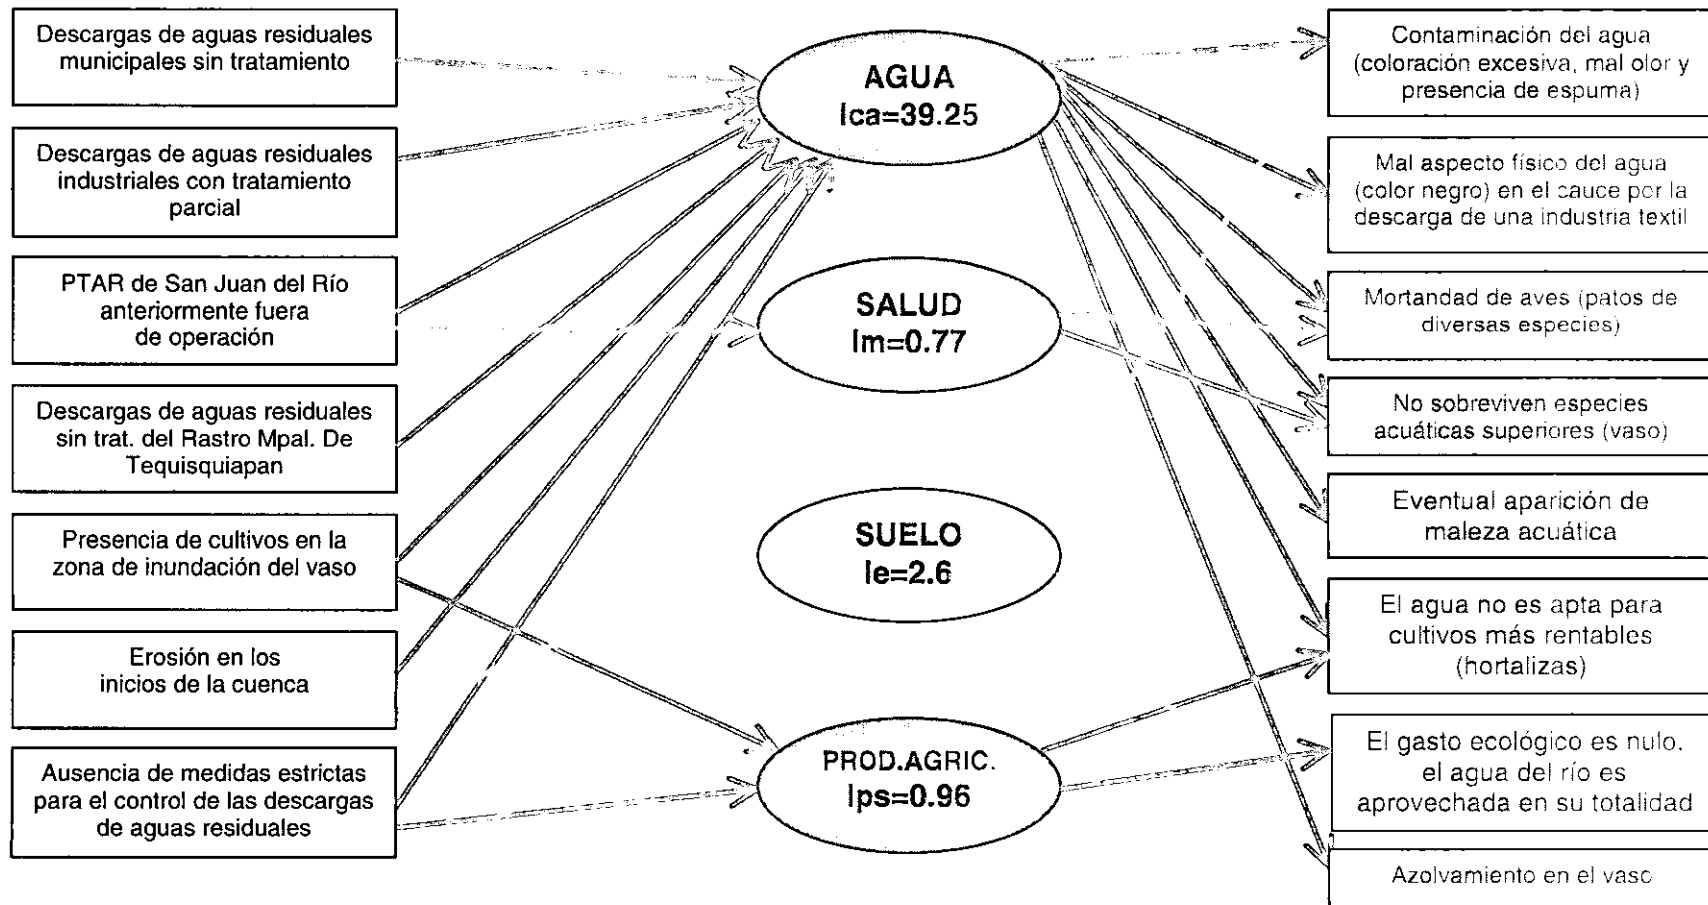 Descargas de aguas residuales
municipales sin tratamiento
Descargas de aguas residuales
industriales con tratamiento
parcial
PTAR de San Juan del Río
anteriormente fuera
de operación
Descargas de aguas residuales
sin trat. del Rastro Mpal. De
Tequisquiapan
Presencia de cultivos en la
zona de inundación del vaso
Erosión en los
inicios de la cuenca
Ausencia de medidas estrictas
para el control de las descargas
de aguas residuales
AGUA
Ica=39.25
SALUD
Im=0.77
SUELO
Ie=2.6
PROD.AGRIC.
Ips=0.96
Contaminación del agua
(coloración excesiva, mal olor y
presencia de espuma)
Mal aspecto físico del agua
(color negro) en el cauce por la
descarga de una industria textil
Mortandad de aves (patos de
diversas especies)
No sobreviven especies
acuáticas superiores (vaso)
Eventual aparición de
maleza acuática
El agua no es apta para
cultivos más rentables
(hortalizas)
El gasto ecológico es nulo.
el agua del río es
aprovechada en su totalidad
Azolvamiento en el vaso